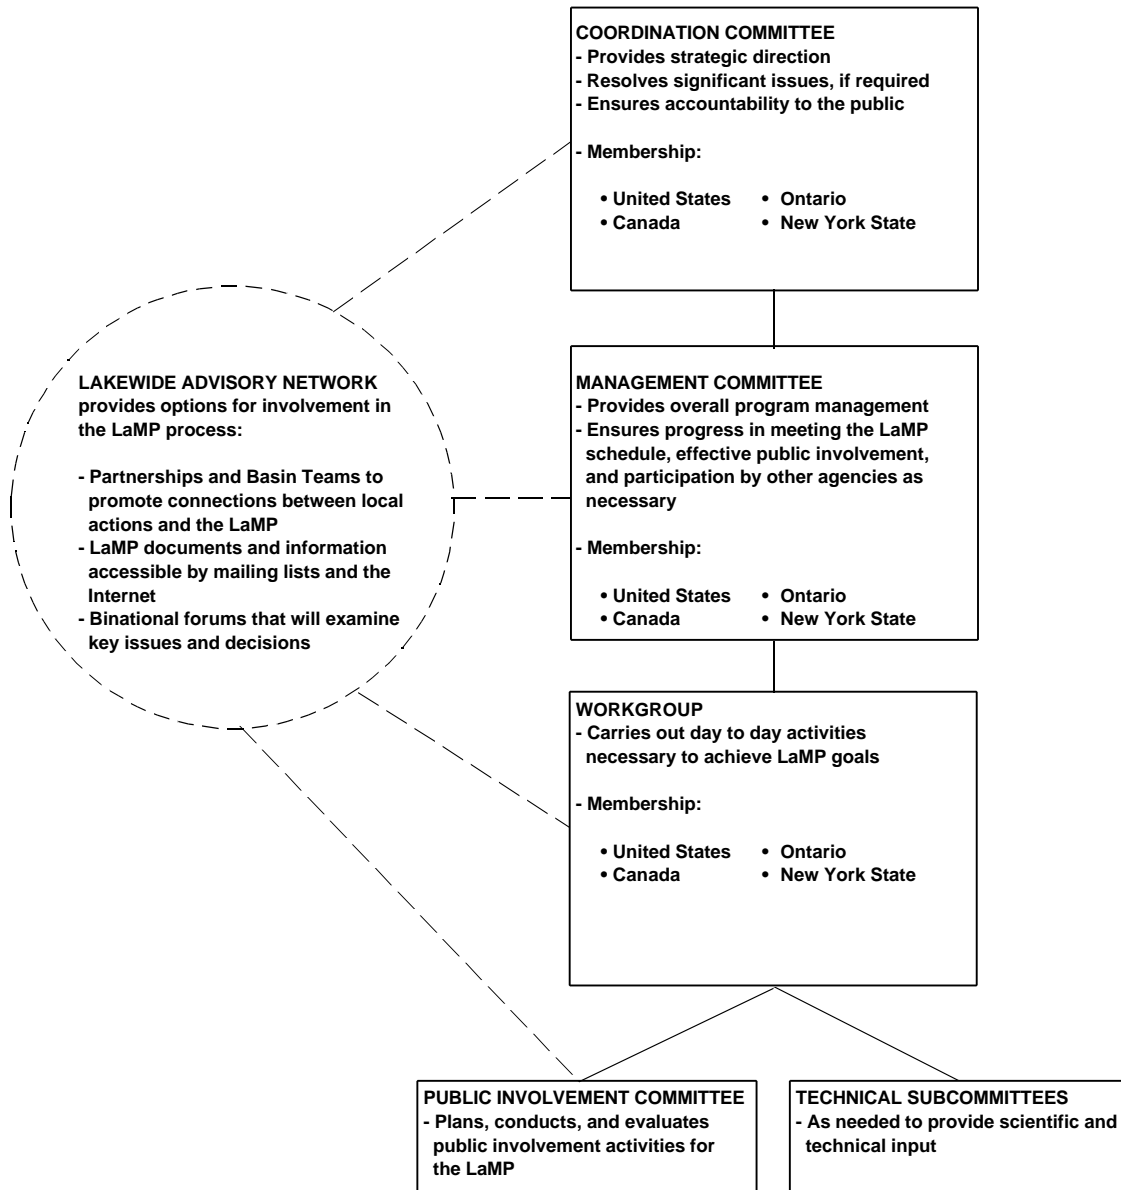 COORDINATION COMMITTEE
- Provides strategic direction
- Resolves significant issues, if required
- Ensures accountability to the public
- Membership:
• United States • Ontario
• Canada • New York State
LAKEWIDE ADVISORY NETWORK
provides options for involvement in
the LaMP process:
- Partnerships and Basin Teams to
promote connections between local
actions and the LaMP
- LaMP documents and information
accessible by mailing lists and the
Internet
- Binational forums that will examine
key issues and decisions
MANAGEMENT COMMITTEE
- Provides overall program management
- Ensures progress in meeting the LaMP
schedule, effective public involvement,
and participation by other agencies as
necessary
- Membership:
• United States • Ontario
• Canada • New York State
WORKGROUP
- Carries out day to day activities
necessary to achieve LaMP goals
- Membership:
• United States • Ontario
• Canada • New York State
PUBLIC INVOLVEMENT COMMITTEE
- Plans, conducts, and evaluates
public involvement activities for
the LaMP
TECHNICAL SUBCOMMITTEES
- As needed to provide scientific and
technical input